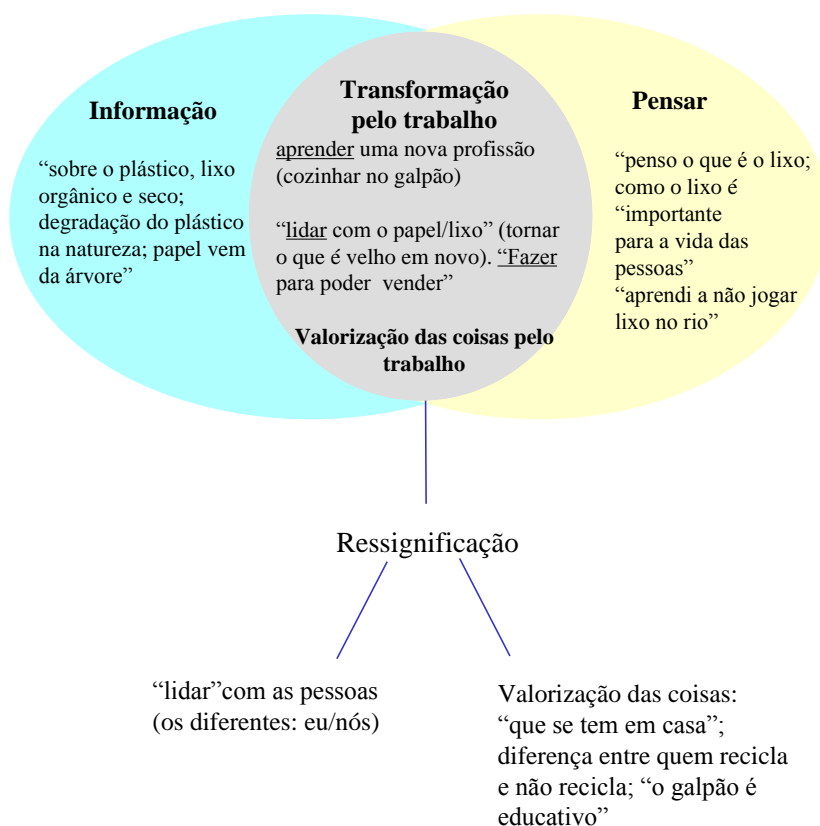 Informação
“sobre o plástico, lixo
orgânico e seco;
degradação do plástico
na natureza; papel vem
da árvore”
Transformação
pelo trabalho
aprender uma nova profissão
(cozinhar no galpão)
“lidar com o papel/lixo” (tornar
o que é velho em novo). “Fazer
para poder vender”
Valorização das coisas pelo
trabalho
Pensar
“penso o que é o lixo;
como o lixo é
“importante
para a vida das
pessoas”
“aprendi a não jogar
lixo no rio”
Ressignificação
“lidar”com as pessoas
(os diferentes: eu/nós)
Valorização das coisas:
“que se tem em casa”;
diferença entre quem recicla
e não recicla; “o galpão é
educativo”